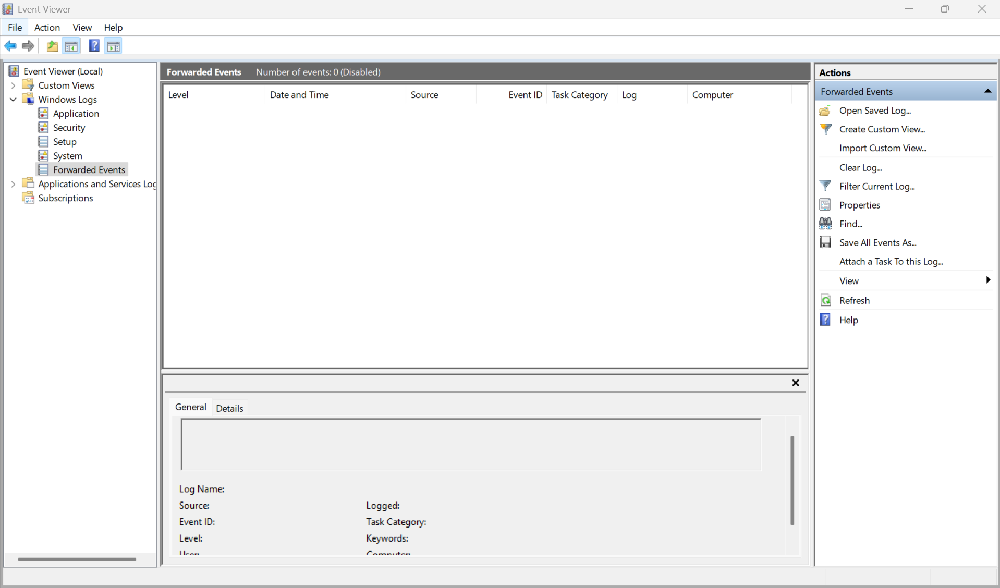 Event Viewer
File Action View Help
Event Viewer (Local)
Custom Views
Windows Logs
Application
Security
Setup
System
Forwarded Events
Applications and Services Log
Subscriptions
Forwarded Events Number of events: 0 (Disabled)
Level Date and Time Source Event ID Task Category Log Computer
General Details
Log Name:
Source: Logged:
Event ID: Task Category:
Level: Keywords:
User: Computer:
Actions
Forwarded Events
Open Saved Log...
Create Custom View...
Import Custom View...
Clear Log...
Filter Current Log...
Properties
Find...
Save All Events As...
Attach a Task To this Log...
View
Refresh
Help